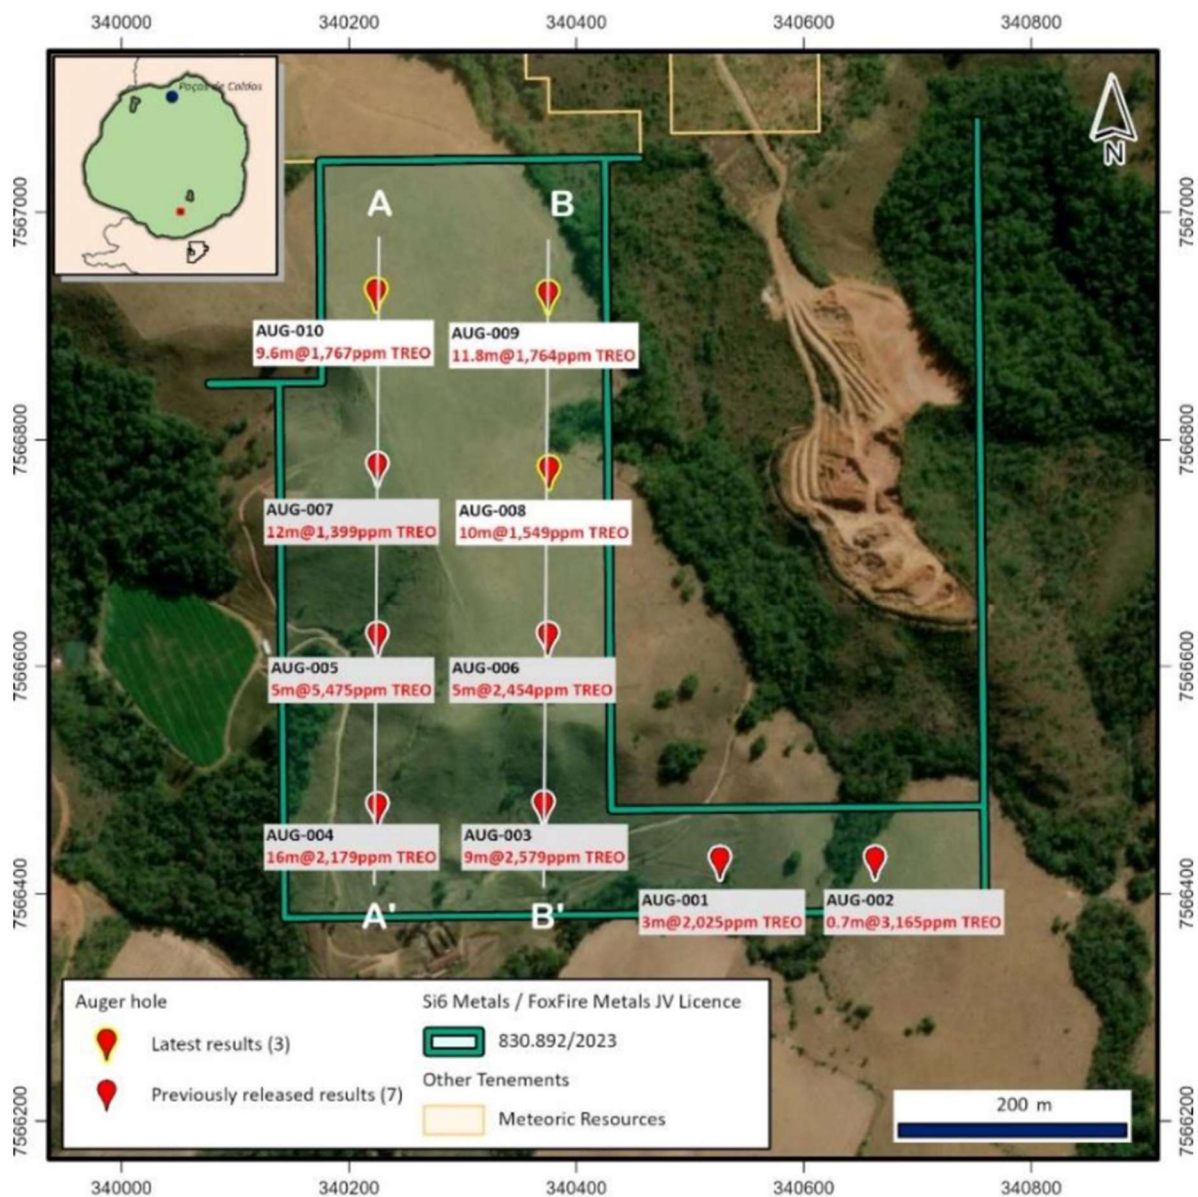 340000 340200 340400 340600 340800
Poços de Caldas
N
7567000
7567000
A B
AUG-010
9.6m@1,767ppm TREO
AUG-009
11.8m@1,764ppm TREO
7566800
7566800
AUG-007
12m@1,399ppm TREO
AUG-008
10m@1,549ppm TREO
7566600
7566600
AUG-005
5m@5,475ppm TREO
AUG-006
5m@2,454ppm TREO
AUG-004
16m@2,179ppm TREO
AUG-003
9m@2,579ppm TREO
7566400
7566400
AUG-001
3m@2,025ppm TREO
AUG-002
0.7m@3,165ppm TREO
A' B'
Auger hole
Latest results (3)
Previously released results (7)
Si6 Metals / FoxFire Metals JV Licence
830.892/2023
Other Tenements
Meteoric Resources
200 m
7566200
7566200
340000 340200 340400 340600 340800